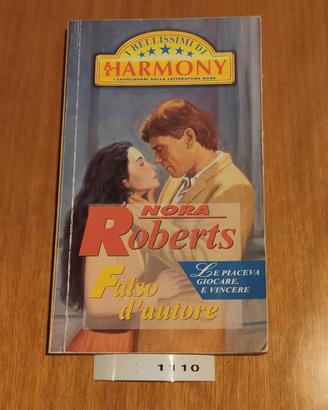 I BELLISSIMI DI
HARMONY
I CAPOLAVORI DELLA LETTERATURA ROSA
NORA
Roberts
LE PIACEVA
GIOCARE,
E VINCERE
Falso
d'autore
1110